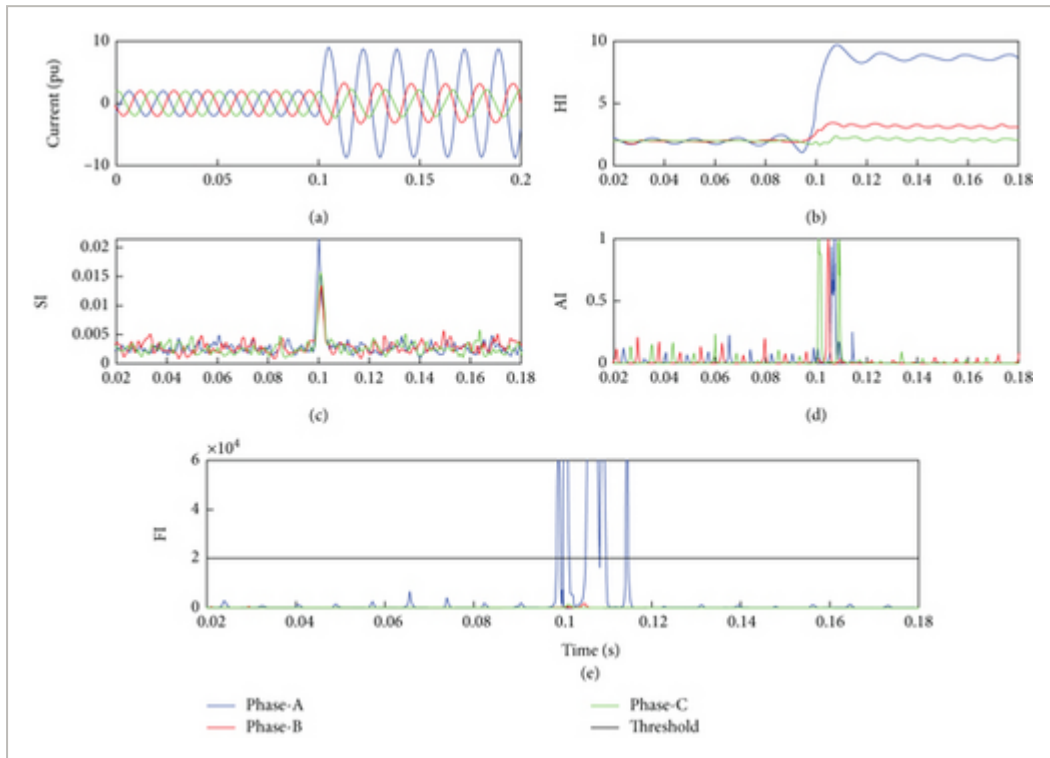 10
0
−10
Current (pu)
0 0.05 0.1 0.15 0.2
(a)
10
5
0
HI
0.02 0.04 0.06 0.08 0.1 0.12 0.14 0.16 0.18
(b)
0.02
0.015
0.01
0.005
0
SI
0.02 0.04 0.06 0.08 0.1 0.12 0.14 0.16 0.18
(c)
1
0.5
0
AI
0.02 0.04 0.06 0.08 0.1 0.12 0.14 0.16 0.18
(d)
×10⁴
6
4
2
0
FI
0.02 0.04 0.06 0.08 0.1 0.12 0.14 0.16 0.18
Time (s)
(e)
Phase-A
Phase-B
Phase-C
Threshold